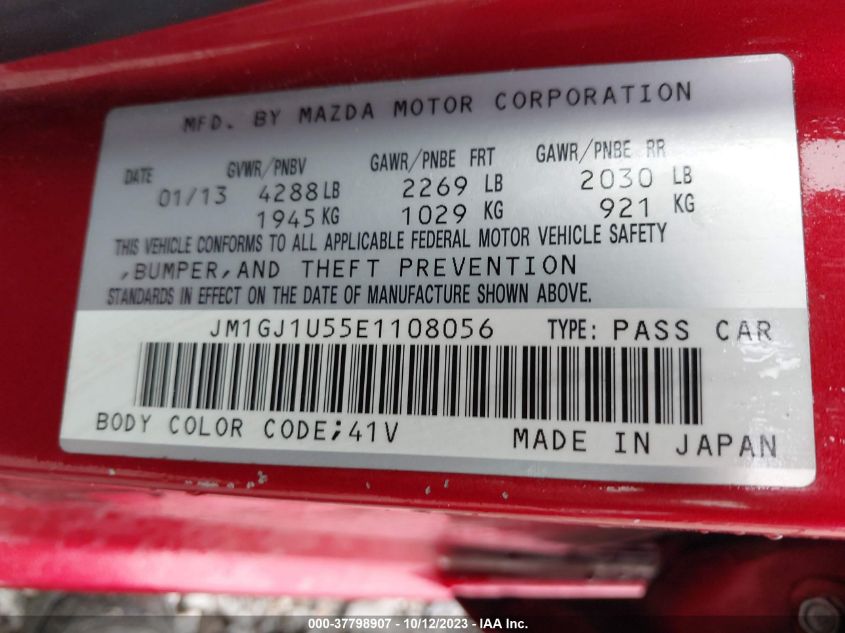 MFD. BY MAZDA MOTOR CORPORATION
DATE GVWR/PNBV GAWR/PNBE FRT GAWR/PNBE RR
01/13 4288 LB 2269 LB 2030 LB
1945 KG 1029 KG 921 KG
THIS VEHICLE CONFORMS TO ALL APPLICABLE FEDERAL MOTOR VEHICLE SAFETY
,BUMPER,AND THEFT PREVENTION
STANDARDS IN EFFECT ON THE DATE OF MANUFACTURE SHOWN ABOVE.
JM1GJ1U55E1108056 TYPE: PASS CAR
BODY COLOR CODE;41V MADE IN JAPAN
000-37798907 - 10/12/2023 - IAA Inc.